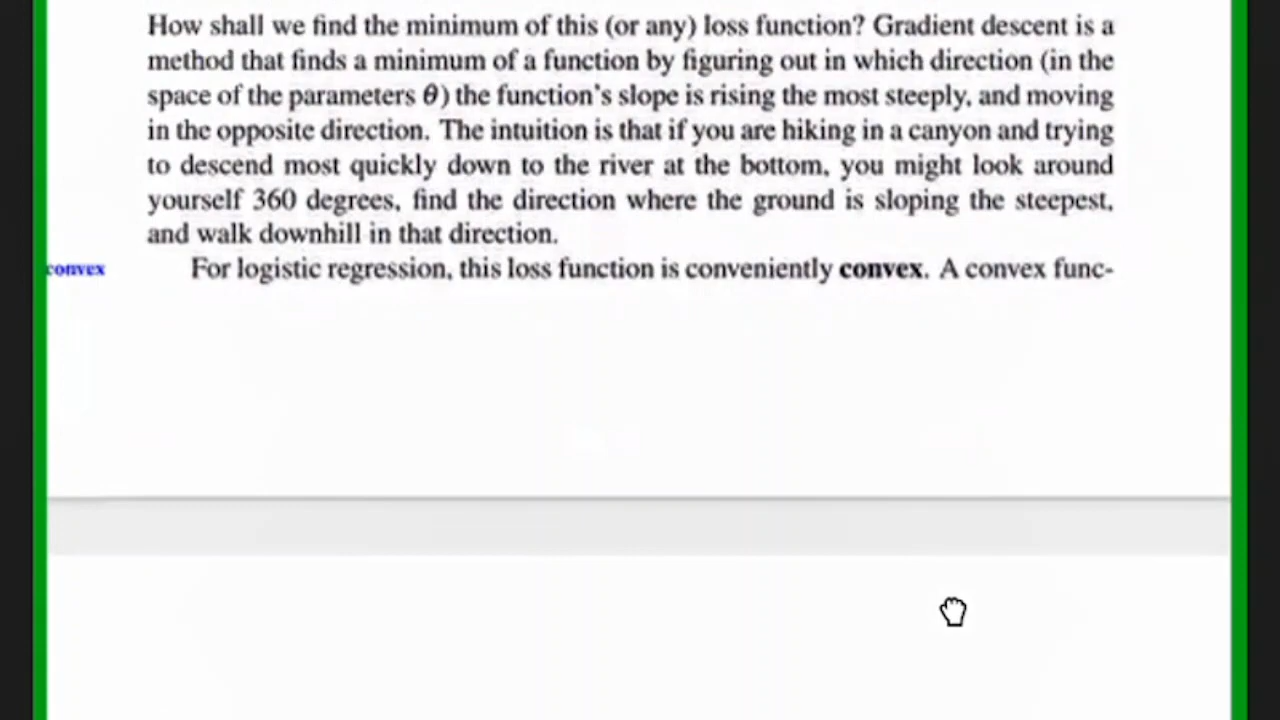 How shall we find the minimum of this (or any) loss function? Gradient descent is a
method that finds a minimum of a function by figuring out in which direction (in the
space of the parameters θ) the function's slope is rising the most steeply, and moving
in the opposite direction. The intuition is that if you are hiking in a canyon and trying
to descend most quickly down to the river at the bottom, you might look around
yourself 360 degrees, find the direction where the ground is sloping the steepest,
and walk downhill in that direction.
convex
For logistic regression, this loss function is conveniently convex. A convex func-